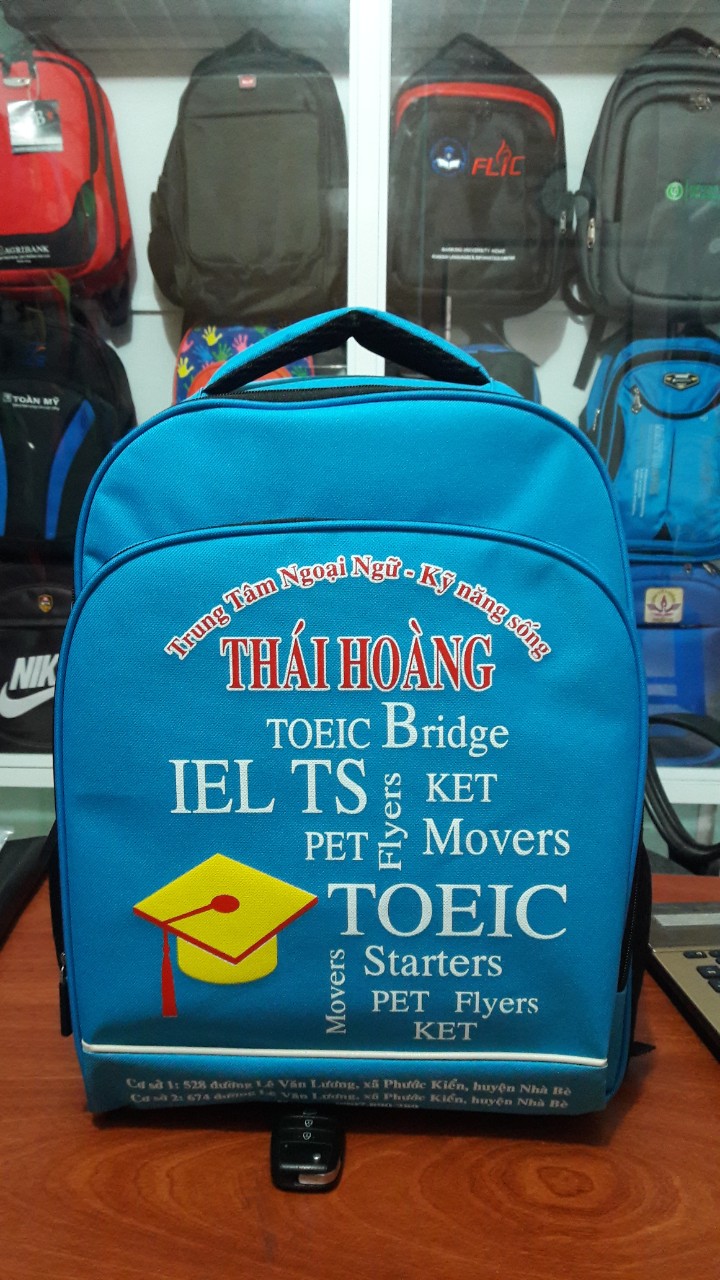 AGRIBANK
FLIC
TOÀN MỸ
NIK
Trung Tâm Ngoại Ngữ - Kỹ năng sống
THÁI HOÀNG
TOEIC Bridge
IELTS
Flyers
KET
PET
Movers
TOEIC
Movers
Starters
PET Flyers
KET
Cơ sở 1: 528 đường Lê Văn Lương, xã Phước Kiển, huyện Nhà Bè
Cơ sở 2: 674 đường Lê Văn Lương, xã Phước Kiển, huyện Nhà Bè